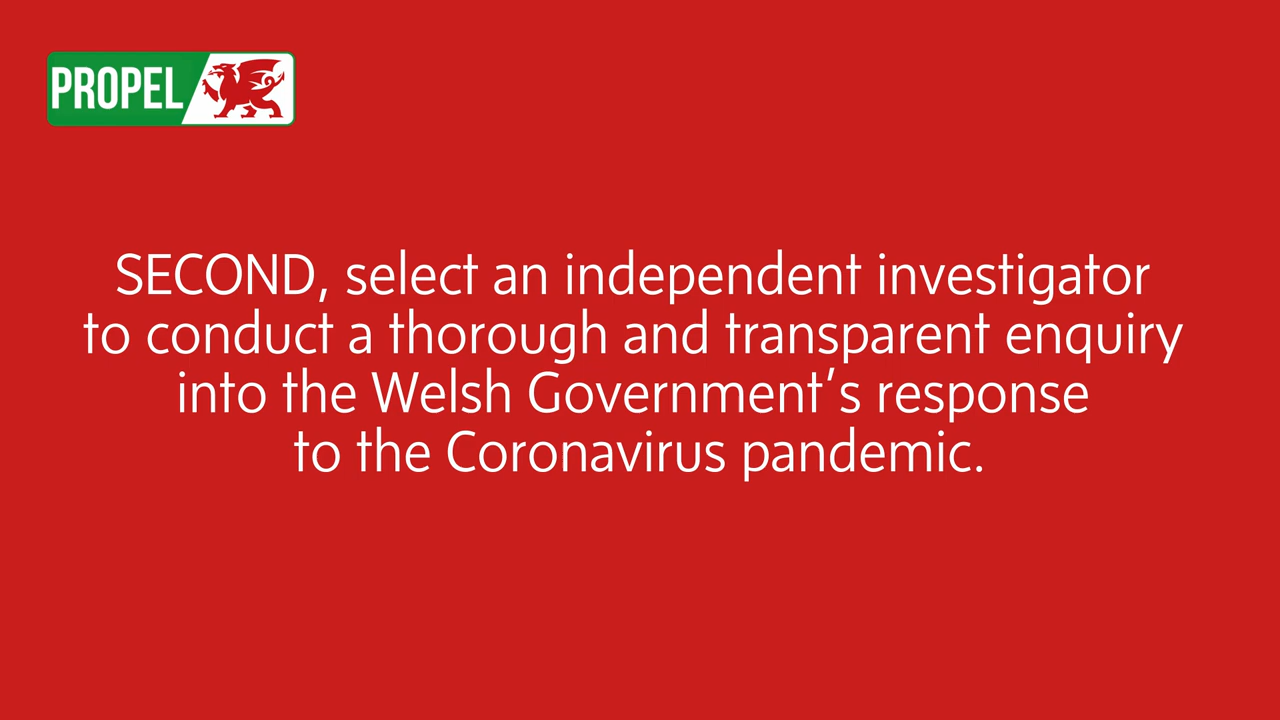 PROPEL
SECOND, select an independent investigator
to conduct a thorough and transparent enquiry
into the Welsh Government's response
to the Coronavirus pandemic.